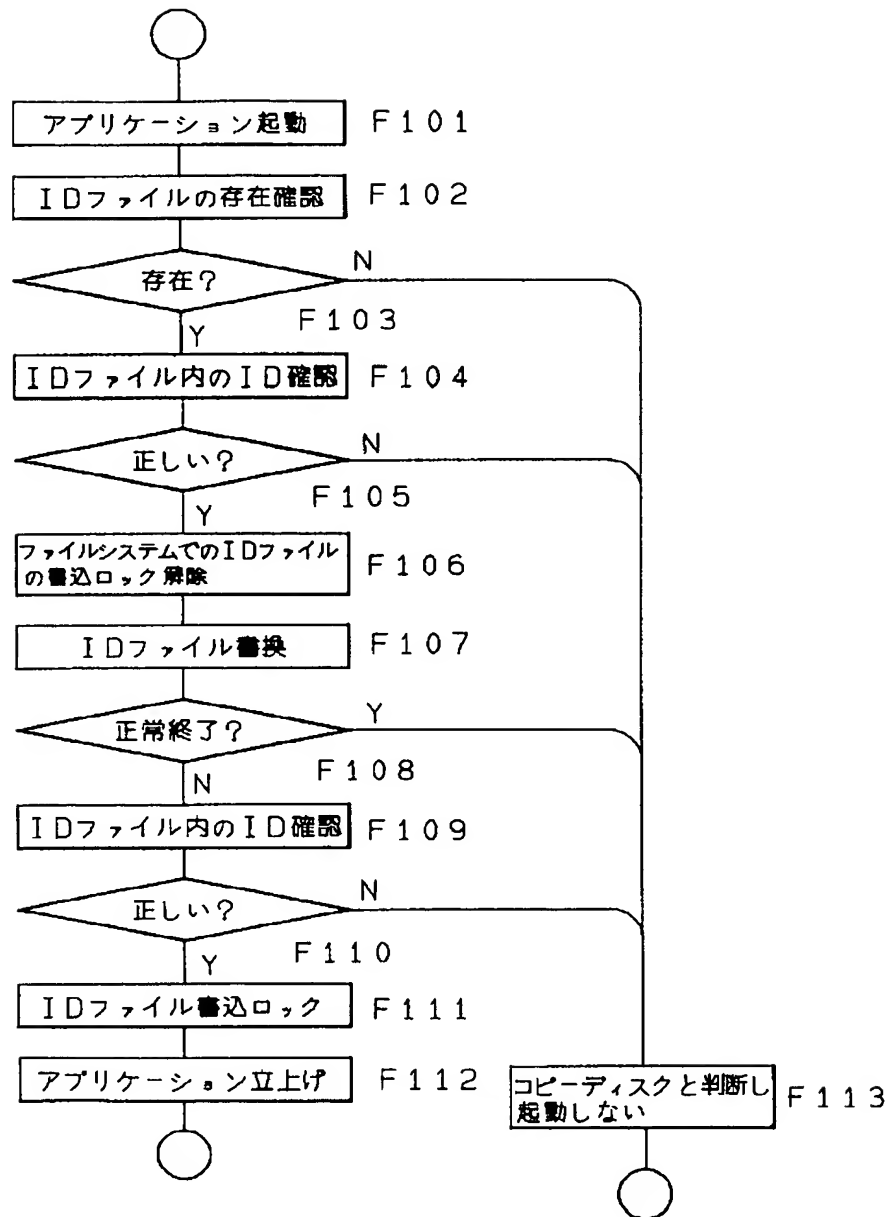 アプリケーション起動 F101
IDファイルの存在確認 F102
存在?
N
F103
Y
IDファイル内のID確認 F104
正しい?
N
F105
Y
ファイルシステムでのIDファイル
の書込ロック解除
F106
IDファイル書換 F107
正常終了?
Y
F108
N
IDファイル内のID確認 F109
正しい?
N
F110
Y
IDファイル書込ロック F111
アプリケーション立上げ F112
コピーディスクと判断し
起動しない
F113